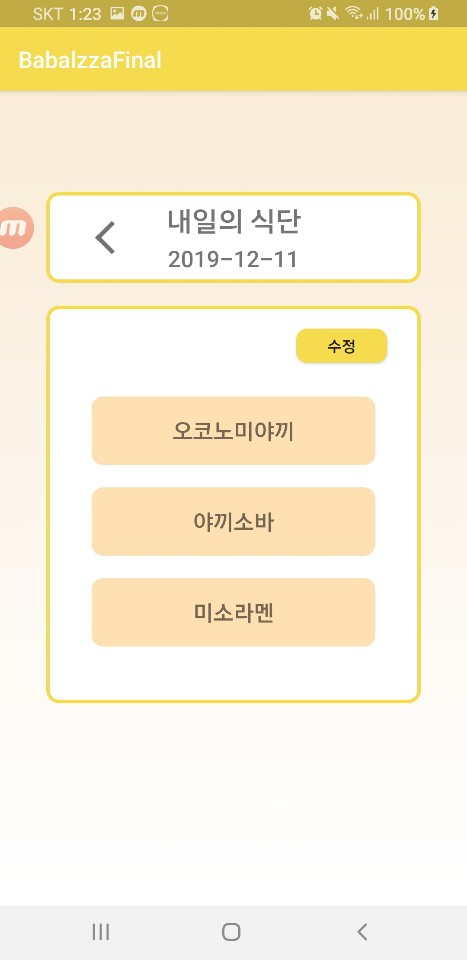 SKT 1:23
100%
BabalzzaFinal
m
내일의 식단
2019-12-11
수정
오코노미야끼
야끼소바
미소라멘